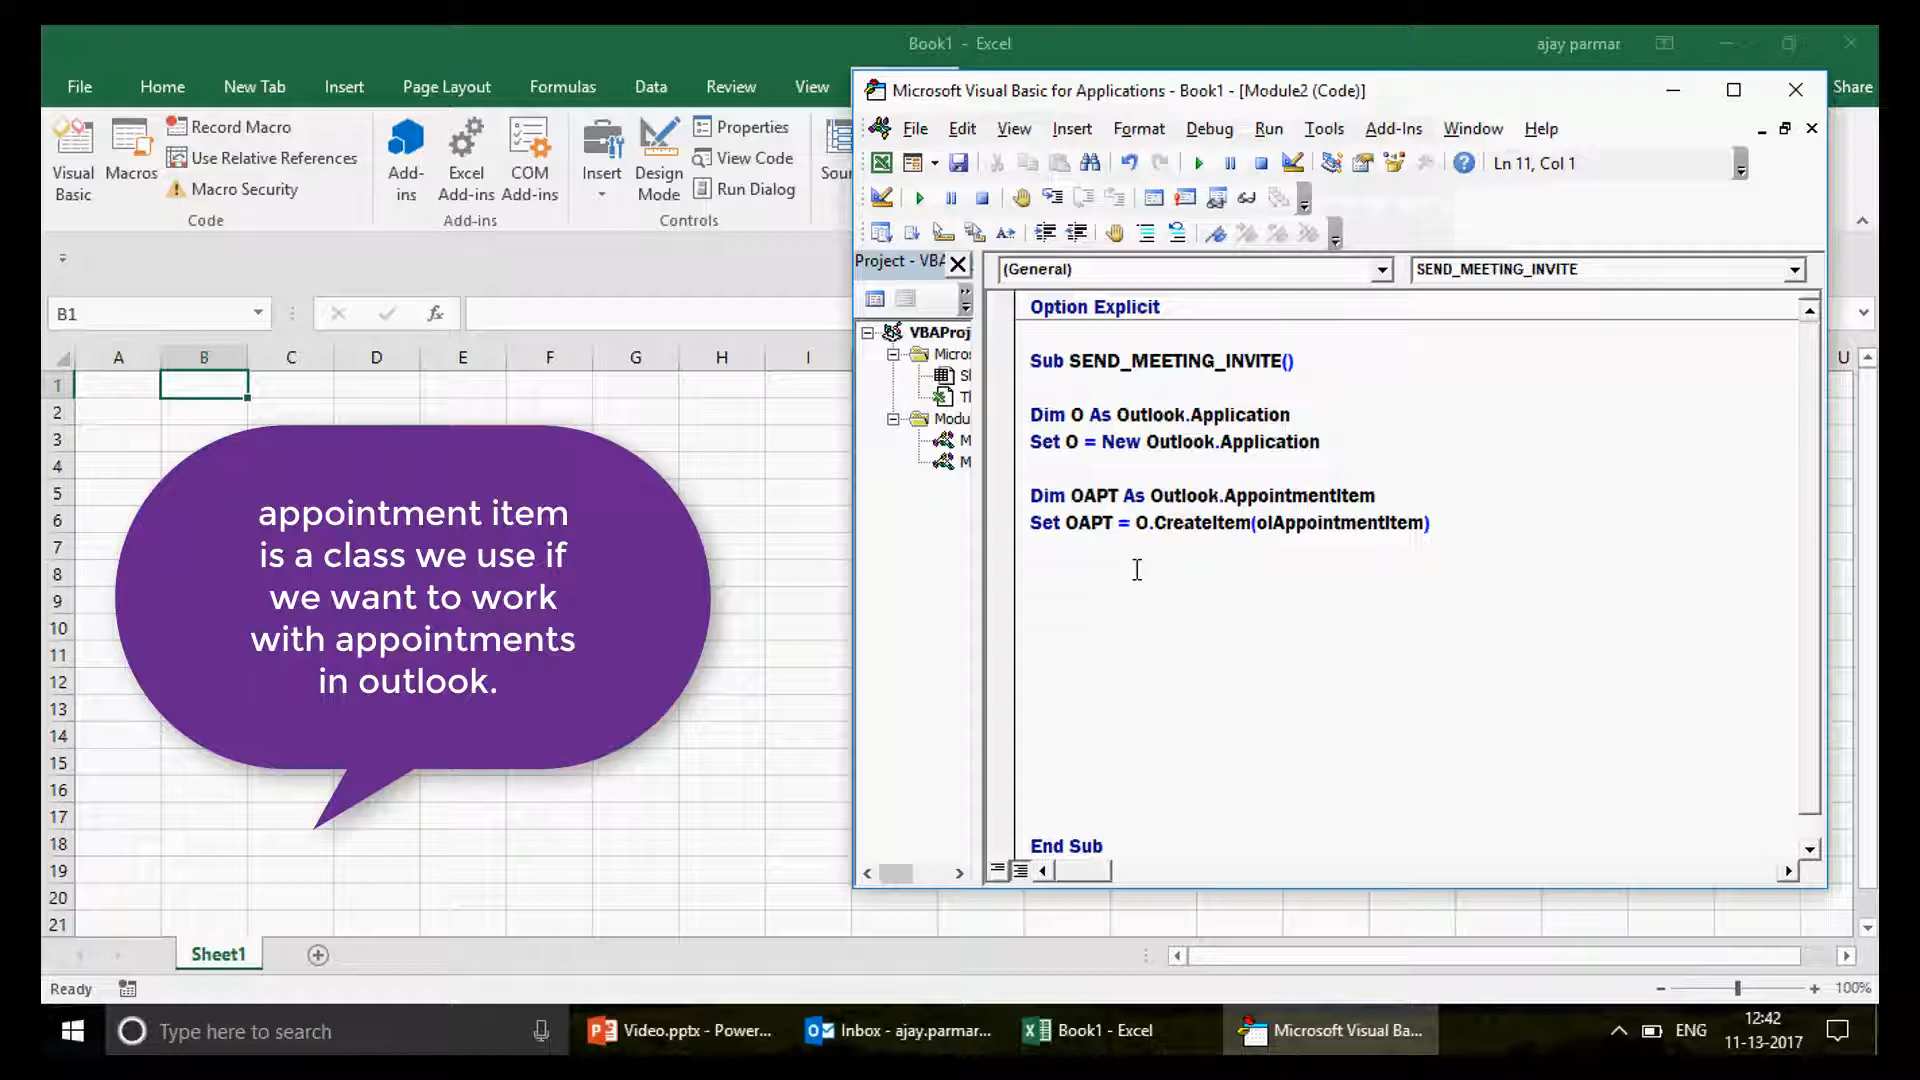 Book1 - Excel
ajay parmar
File Home New Tab Insert Page Layout Formulas Data Review View
Share
Visual Basic
Macros
Record Macro
Use Relative References
Macro Security
Code
Add-ins
Excel Add-ins
COM Add-ins
Add-ins
Insert
Design Mode
Properties
View Code
Run Dialog
Controls
Sour
B1
fx
A B C D E F G H I U
1
2
3
4
5
6
7
8
9
10
11
12
13
14
15
16
17
18
19
20
21
appointment item
is a class we use if
we want to work
with appointments
in outlook.
Microsoft Visual Basic for Applications - Book1 - [Module2 (Code)]
File Edit View Insert Format Debug Run Tools Add-Ins Window Help
Ln 11, Col 1
Project - VBA
(General)
SEND_MEETING_INVITE
VBAProj
Micros
Sl
Tl
Modu
M
M
Option Explicit
Sub SEND_MEETING_INVITE()
Dim O As Outlook.Application
Set O = New Outlook.Application
Dim OAPT As Outlook.AppointmentItem
Set OAPT = O.CreateItem(olAppointmentItem)
End Sub
Sheet1
Ready
100%
Type here to search
Video.pptx - Power...
Inbox - ajay.parmar...
Book1 - Excel
Microsoft Visual Ba...
ENG
12:42
11-13-2017